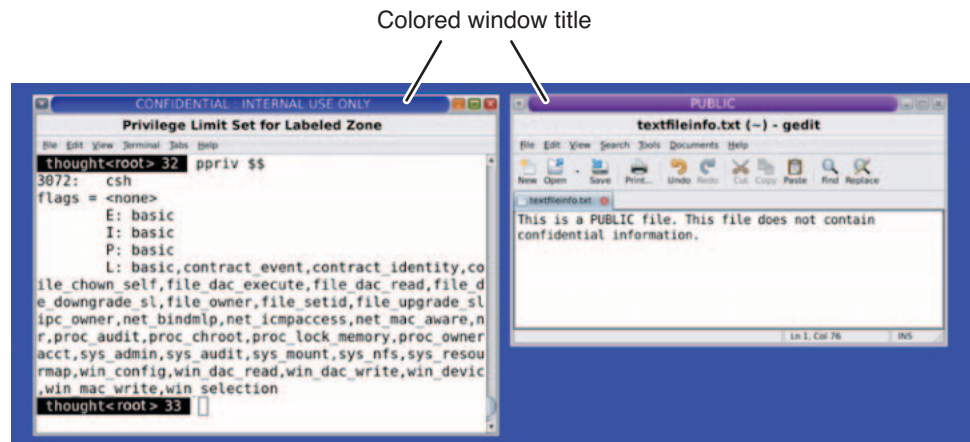 Colored window title
CONFIDENTIAL : INTERNAL USE ONLY
Privilege Limit Set for Labeled Zone
File Edit View Terminal Tabs Help
thought<root> 32 ppriv $$
3072: csh
flags = <none>
E: basic
I: basic
P: basic
L: basic,contract_event,contract_identity,co
ile_chown_self,file_dac_execute,file_dac_read,file_d
e_downgrade_sl,file_owner,file_setid,file_upgrade_sl
ipc_owner,net_bindmlp,net_icmpaccess,net_mac_aware,n
r,proc_audit,proc_chroot,proc_lock_memory,proc_owner
acct,sys_admin,sys_audit,sys_mount,sys_nfs,sys_resou
rmap,win_config,win_dac_read,win_dac_write,win_devic
,win_mac_write,win_selection
thought<root> 33
PUBLIC
textfileinfo.txt (~) - gedit
File Edit View Search Tools Documents Help
New Open Save Print... Undo Redo Cut Copy Paste Find Replace
textfileinfo.txt
This is a PUBLIC file. This file does not contain
confidential information.
Ln 1, Col 76 INS